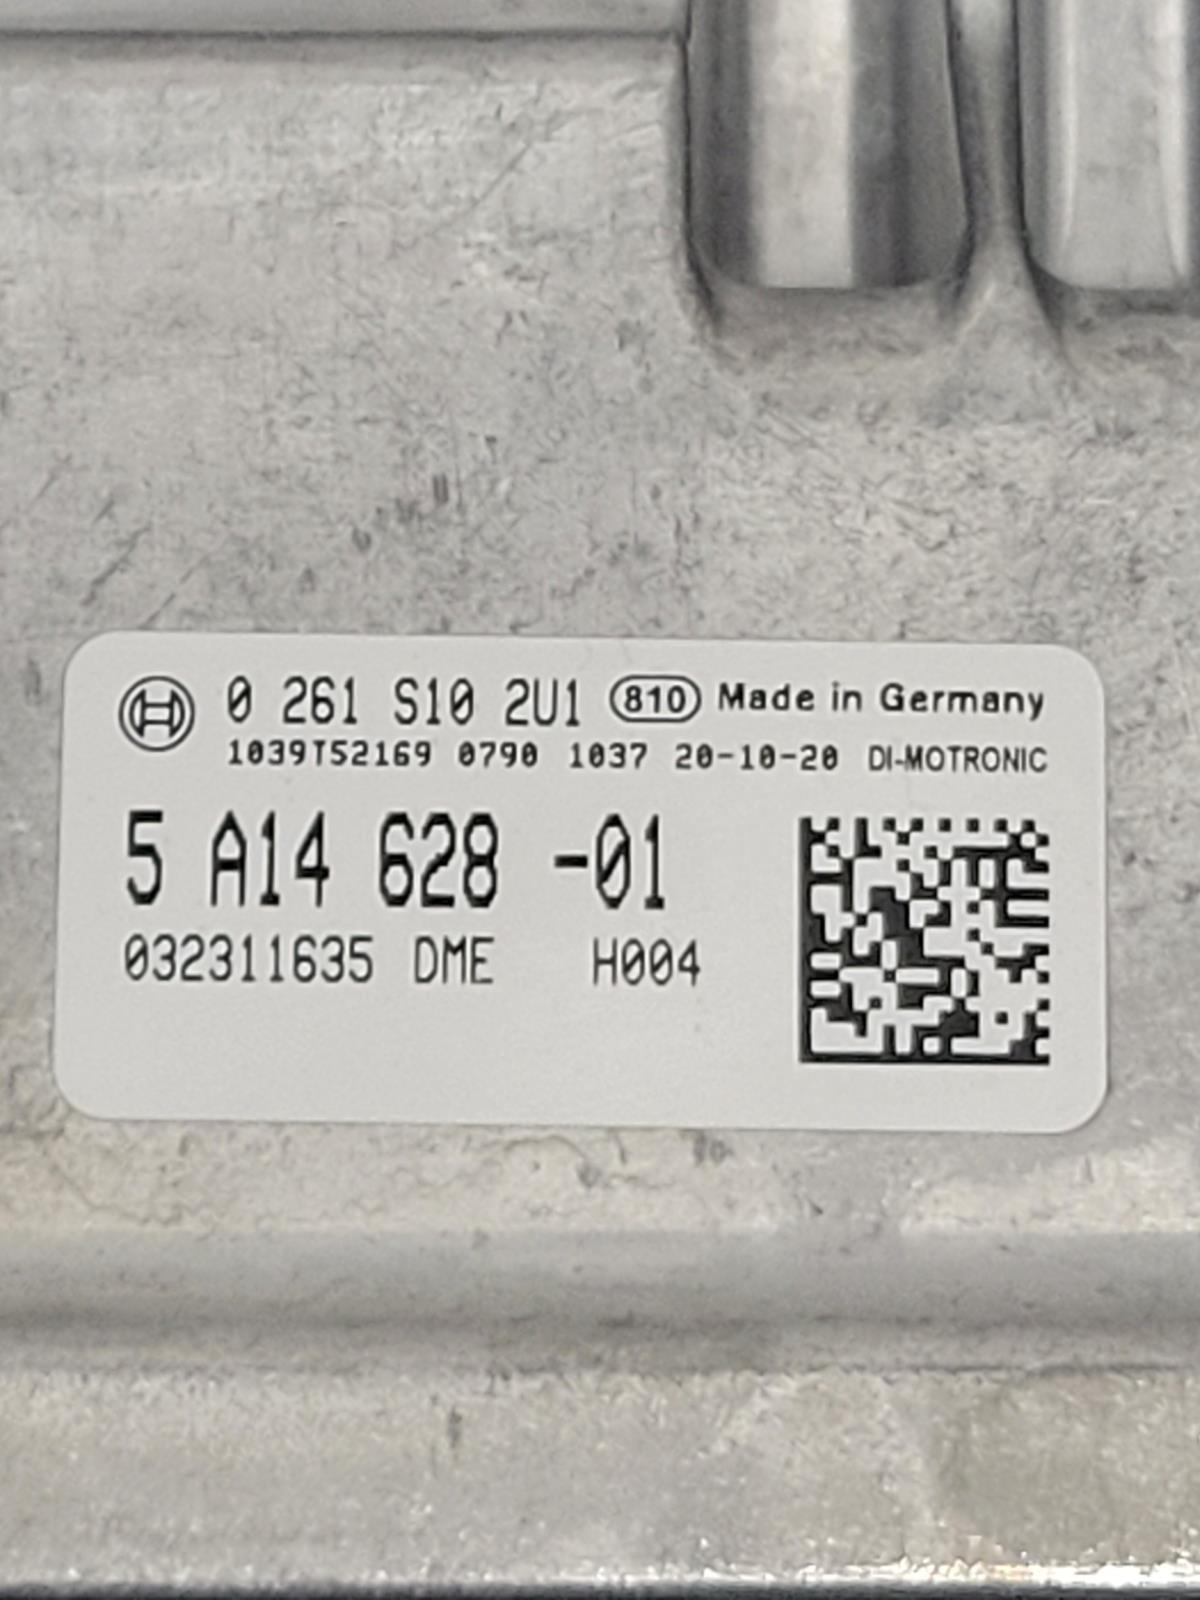 0 261 S10 2U1 810 Made in Germany
1039TS2169 0790 1037 20-10-20 DI-MOTRONIC
5 A14 628 -01
032311635 DME H004